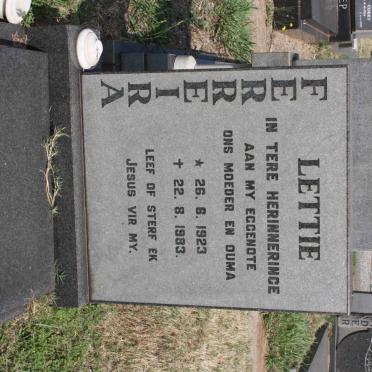 FERREIRA
LETTIE
IN TERE HERINNERINGE
AAN MY EGGENOTE
ONS MOEDER EN OUMA
★ 26. 6. 1923
✝ 22. 8. 1983.
LEEF OF STERF EK
JESUS VIR MY.